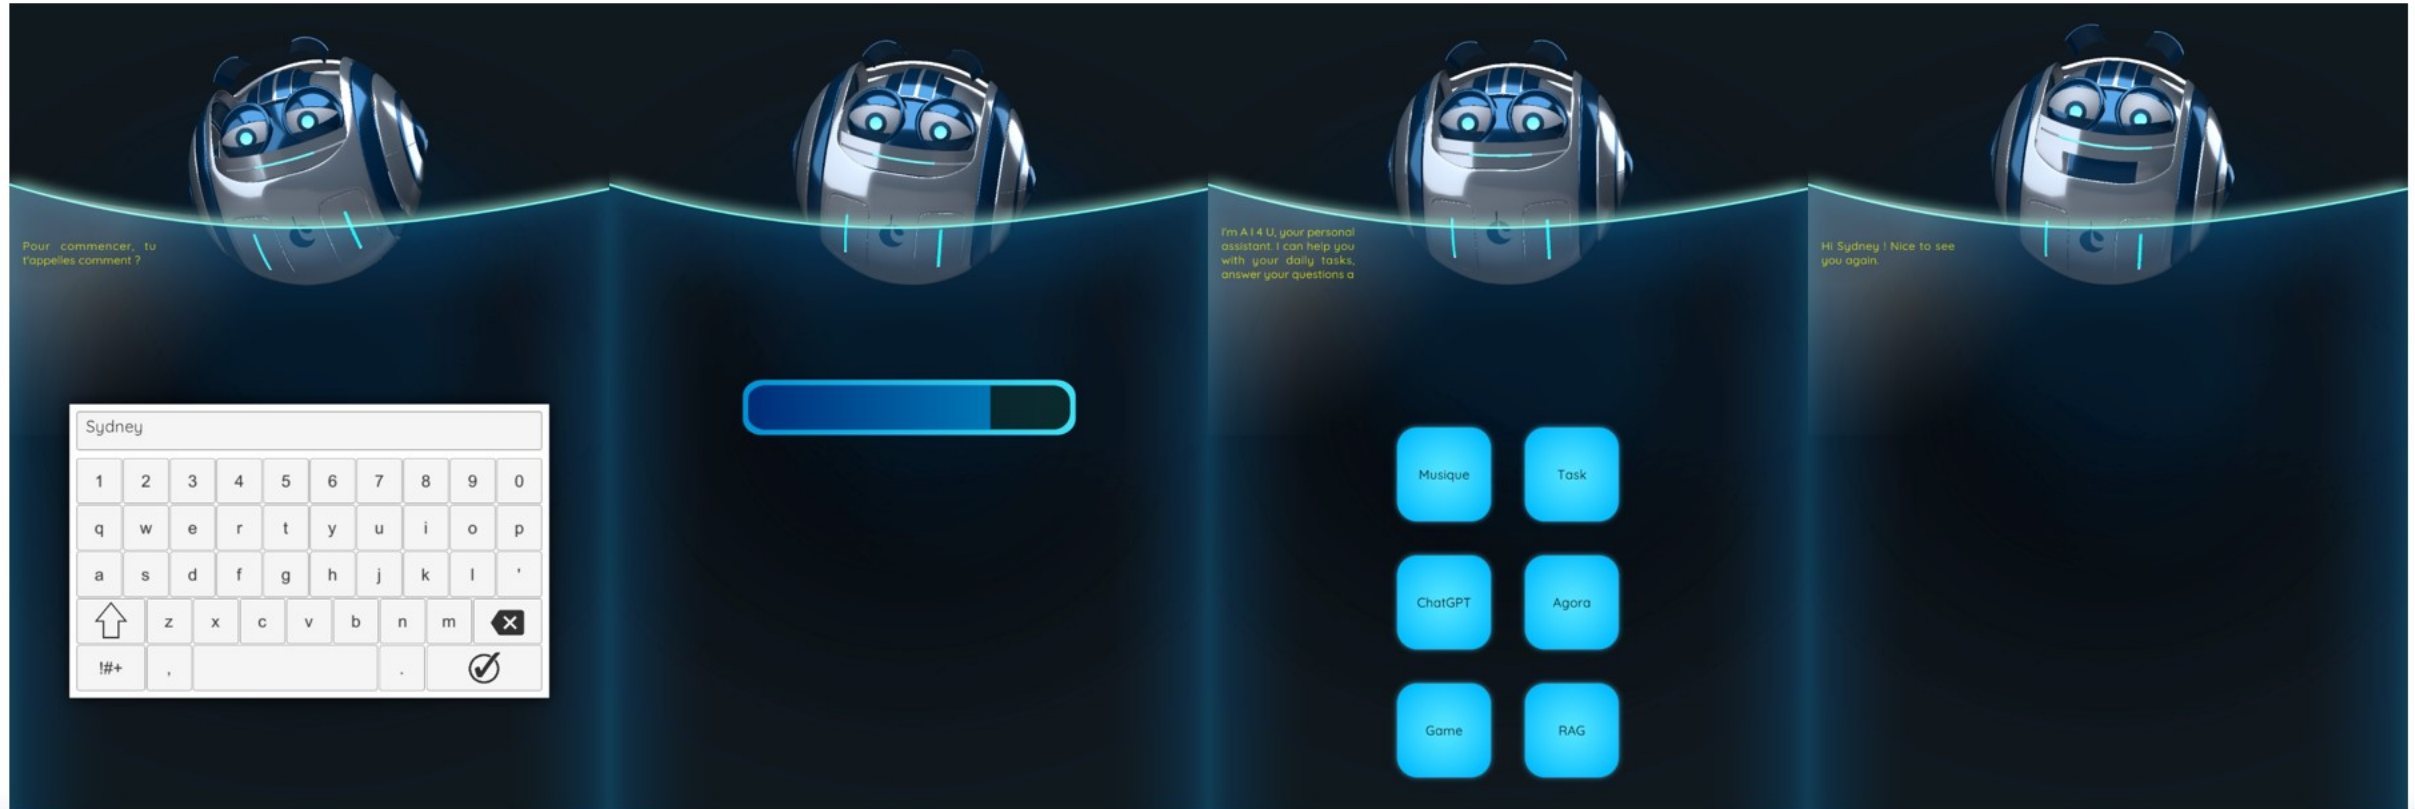 Pour commencer, tu
t'appelles comment ?
Sydney
1 2 3 4 5 6 7 8 9 0
q w e r t y u i o p
a s d f g h j k l '
z x c v b n m
!#+ , .
I'm A I 4 U, your personal
assistant. I can help you
with your daily tasks,
answer your questions a
Musique Task
ChatGPT Agora
Game RAG
Hi Sydney ! Nice to see
you again.